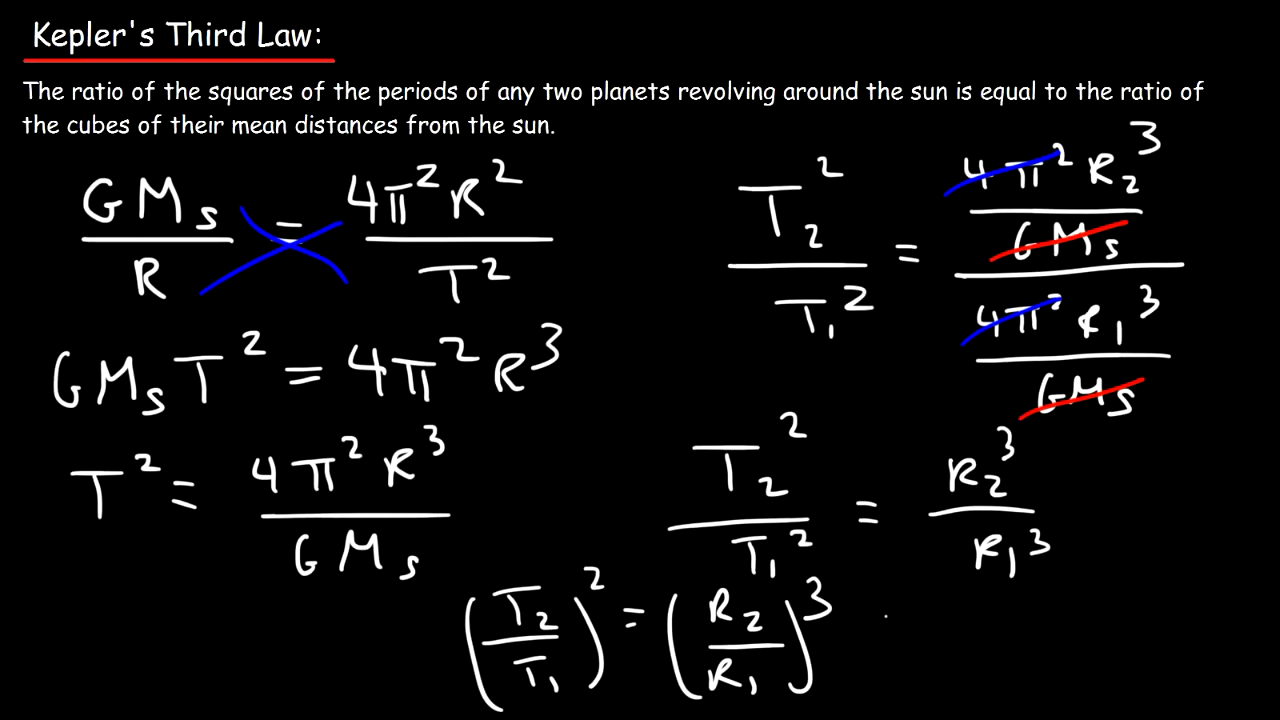 Kepler's Third Law:
The ratio of the squares of the periods of any two planets revolving around the sun is equal to the ratio of
the cubes of their mean distances from the sun.
GMₛ/R = 4π²R²/T²
GMₛT² = 4π²R³
T² = 4π²R³/GMₛ
T₂²/T₁² = (4π²R₂³/GMₛ)/(4π²R₁³/GMₛ)
T₂²/T₁² = R₂³/R₁³
(T₂/T₁)² = (R₂/R₁)³